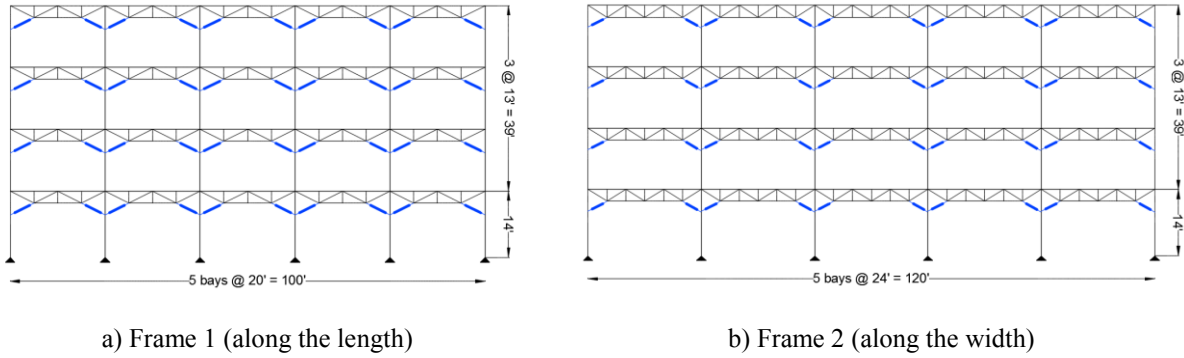 3 @ 13' = 39'
14'
5 bays @ 20' = 100'
a) Frame 1 (along the length)
3 @ 13' = 39'
14'
5 bays @ 24' = 120'
b) Frame 2 (along the width)